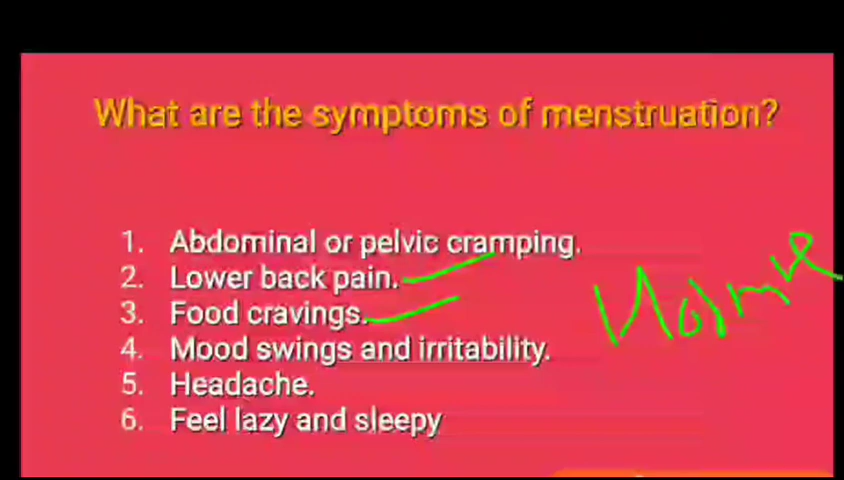 What are the symptoms of menstruation?
1. Abdominal or pelvic cramping.
2. Lower back pain.
3. Food cravings.
4. Mood swings and irritability.
5. Headache.
6. Feel lazy and sleepy